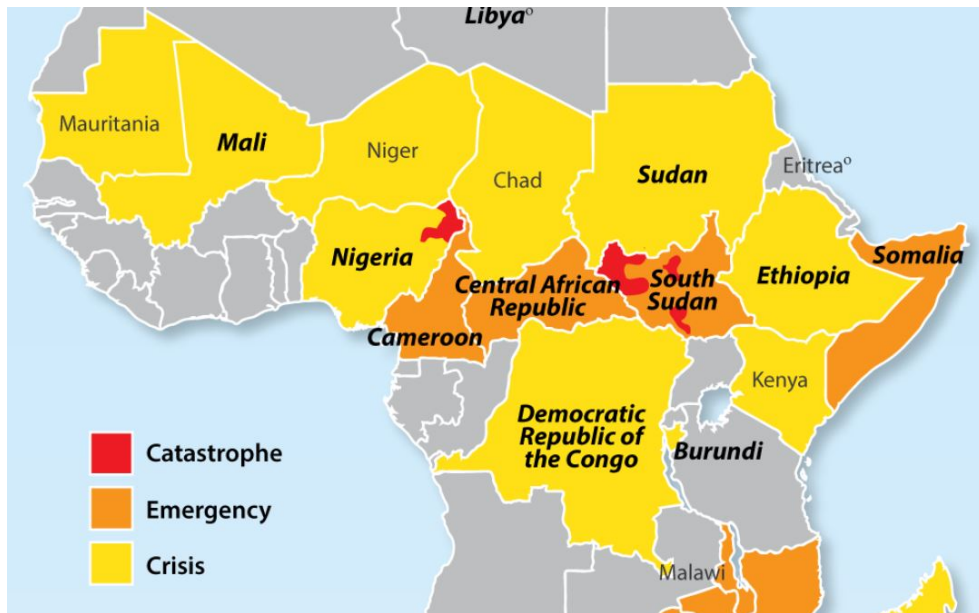 Libya°
Mauritania
Mali
Niger
Chad
Sudan
Eritrea°
Nigeria
Central African
Republic
South
Sudan
Ethiopia
Somalia
Cameroon
Kenya
Democratic
Republic of
the Congo
Burundi
Malawi
Catastrophe
Emergency
Crisis